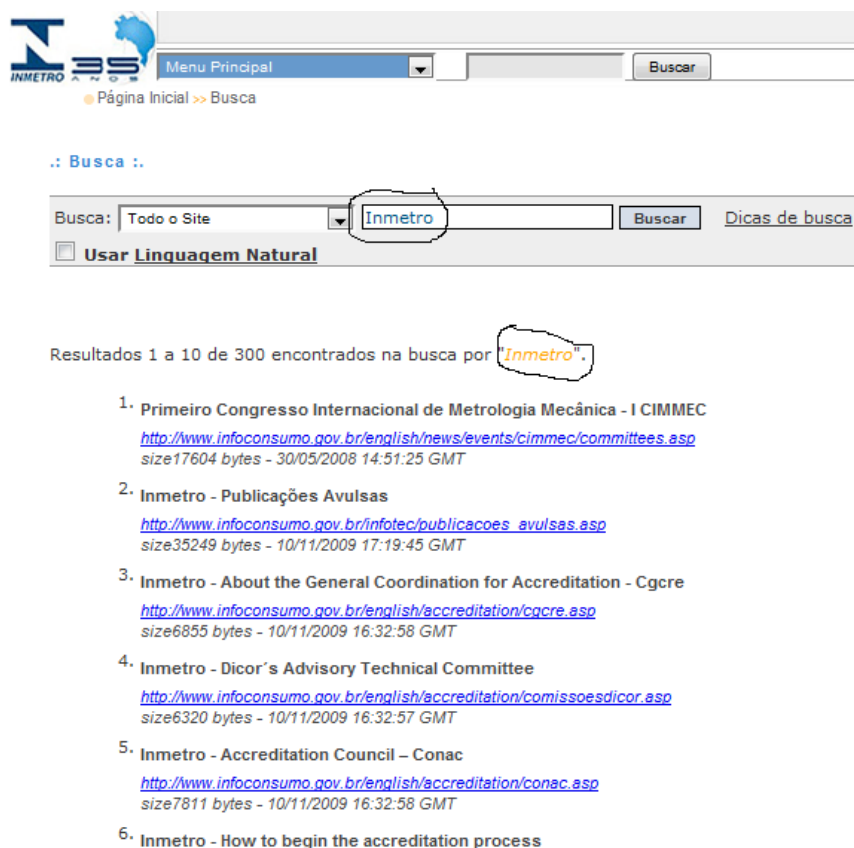 INMETRO 35 ANOS
Menu Principal
Buscar
Página Inicial >> Busca
.: Busca :.
Busca: Todo o Site Inmetro Buscar Dicas de busca
Usar Linguagem Natural
Resultados 1 a 10 de 300 encontrados na busca por "Inmetro".
1. Primeiro Congresso Internacional de Metrologia Mecânica - I CIMMEC
http://www.infoconsumo.gov.br/english/news/events/cimmec/committees.asp
size17604 bytes - 30/05/2008 14:51:25 GMT
2. Inmetro - Publicações Avulsas
http://www.infoconsumo.gov.br/infotec/publicacoes_avulsas.asp
size35249 bytes - 10/11/2009 17:19:45 GMT
3. Inmetro - About the General Coordination for Accreditation - Cgcre
http://www.infoconsumo.gov.br/english/accreditation/cgcre.asp
size6855 bytes - 10/11/2009 16:32:58 GMT
4. Inmetro - Dicor´s Advisory Technical Committee
http://www.infoconsumo.gov.br/english/accreditation/comissoesdicor.asp
size6320 bytes - 10/11/2009 16:32:57 GMT
5. Inmetro - Accreditation Council – Conac
http://www.infoconsumo.gov.br/english/accreditation/conac.asp
size7811 bytes - 10/11/2009 16:32:58 GMT
6. Inmetro - How to begin the accreditation process